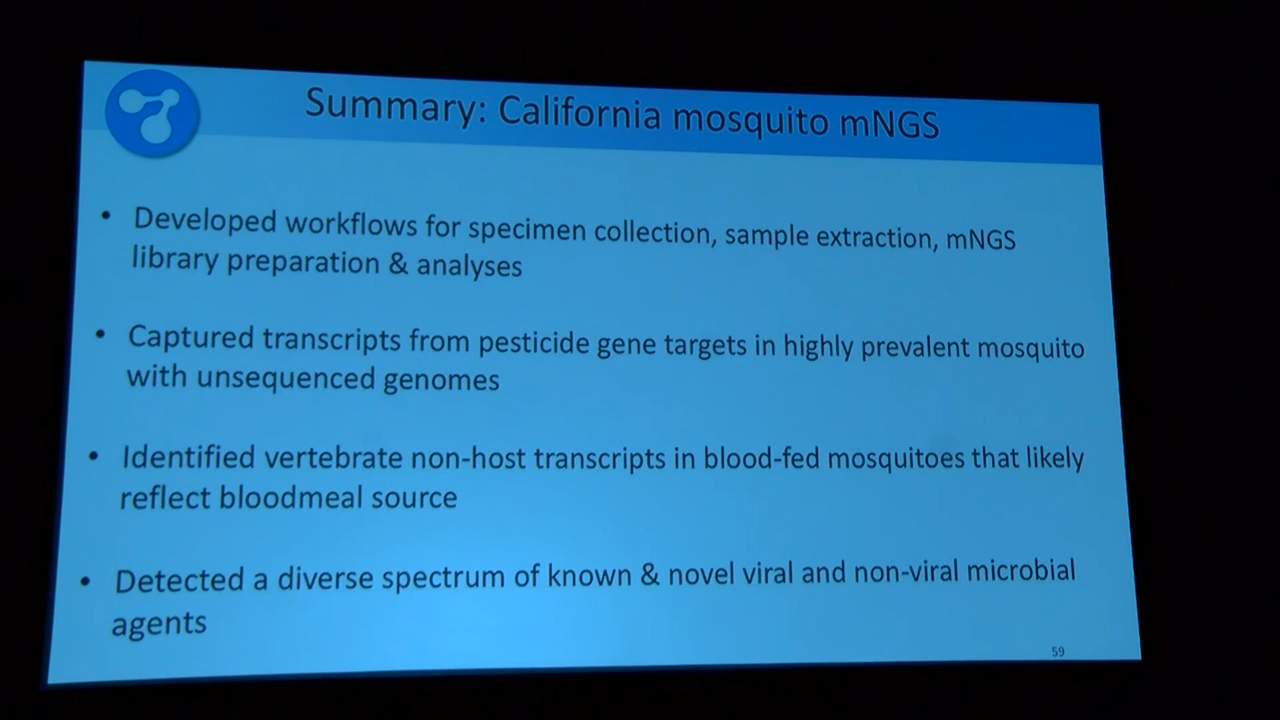 Summary: California mosquito mNGS
• Developed workflows for specimen collection, sample extraction, mNGS
library preparation & analyses
• Captured transcripts from pesticide gene targets in highly prevalent mosquito
with unsequenced genomes
• Identified vertebrate non-host transcripts in blood-fed mosquitoes that likely
reflect bloodmeal source
• Detected a diverse spectrum of known & novel viral and non-viral microbial
agents
59